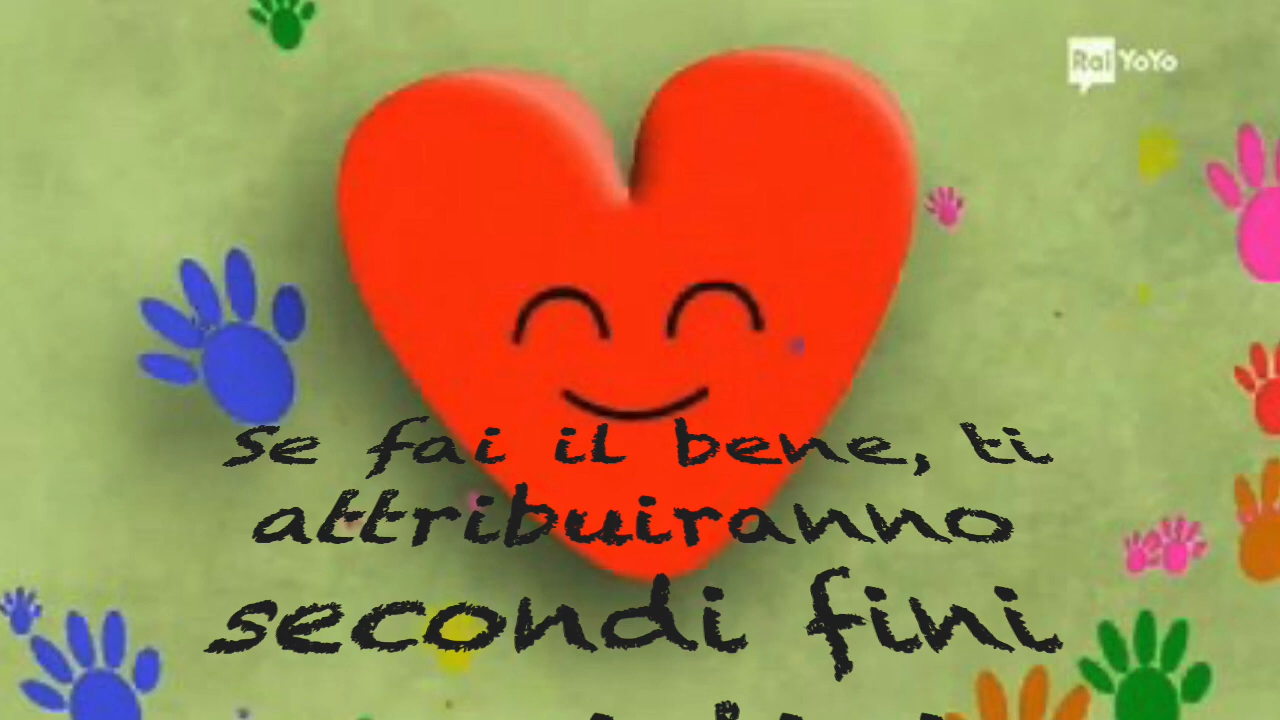 Rai YoYo
Se fai il bene, ti
attribuiranno
secondi fini